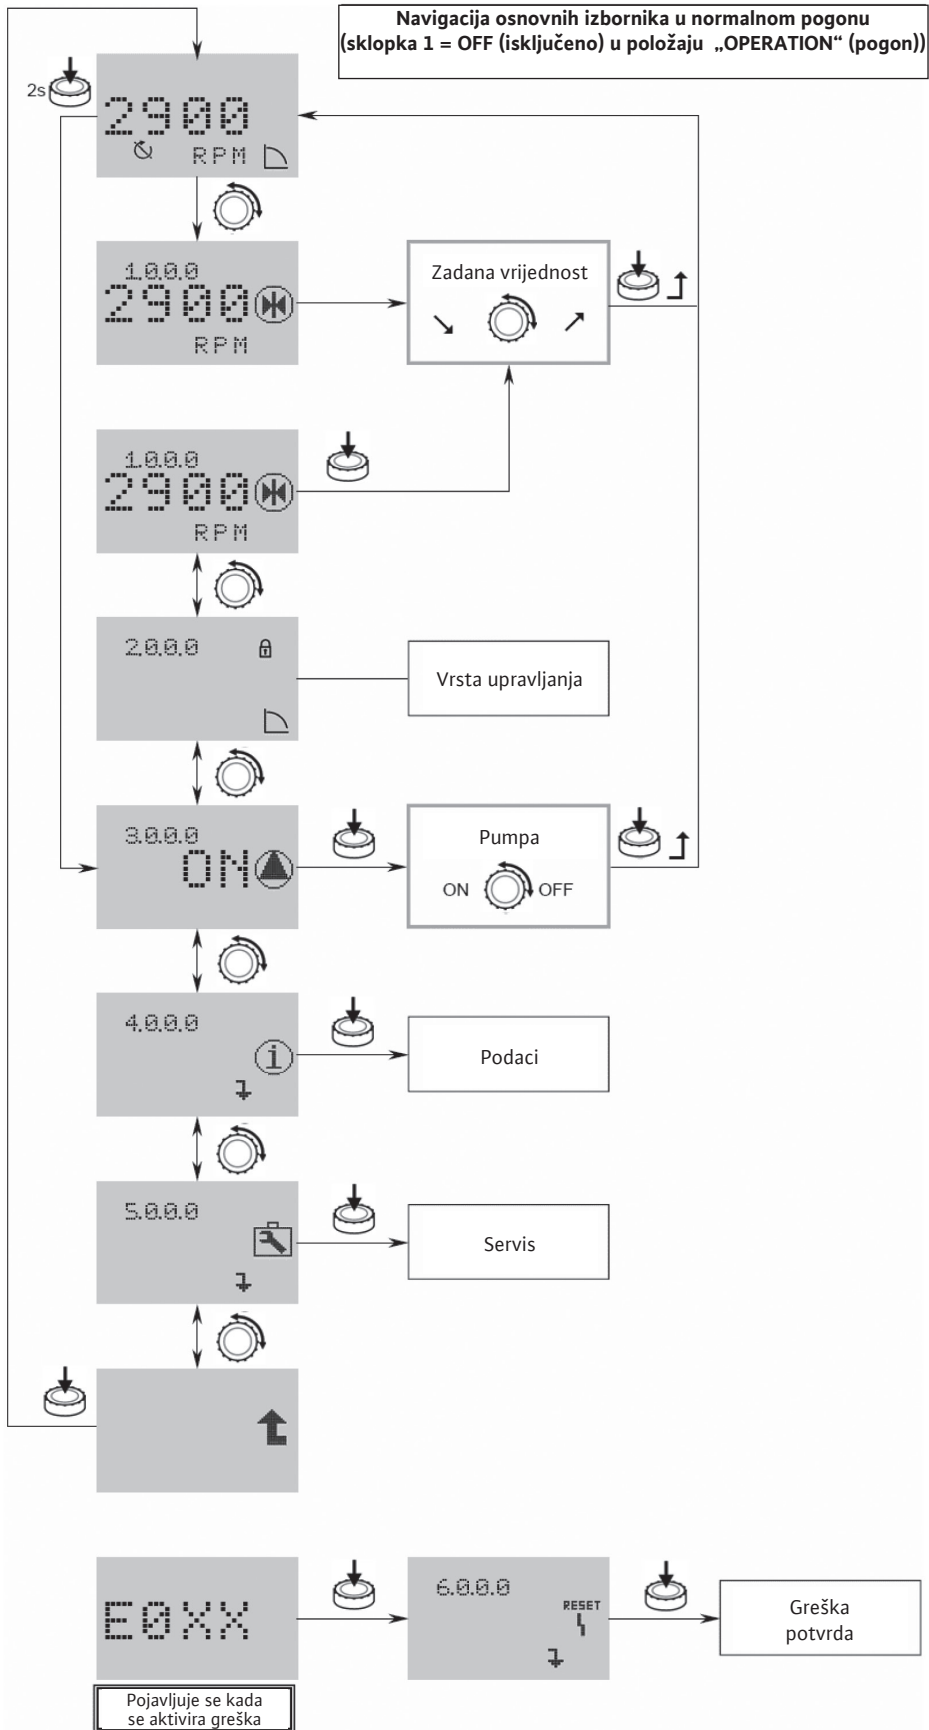 Navigacija osnovnih izbornika u normalnom pogonu
(sklopka 1 = OFF (isključeno) u položaju „OPERATION“ (pogon))
2s
2900
RPM
1.0.0.0
2900
RPM
Zadana vrijednost
1.0.0.0
2900
RPM
2.0.0.0
Vrsta upravljanja
3.0.0.0
ON
Pumpa
ON OFF
4.0.0.0
i
Podaci
5.0.0.0
Servis
E0XX
6.0.0.0
RESET
Greška
potvrda
Pojavljuje se kada
se aktivira greška